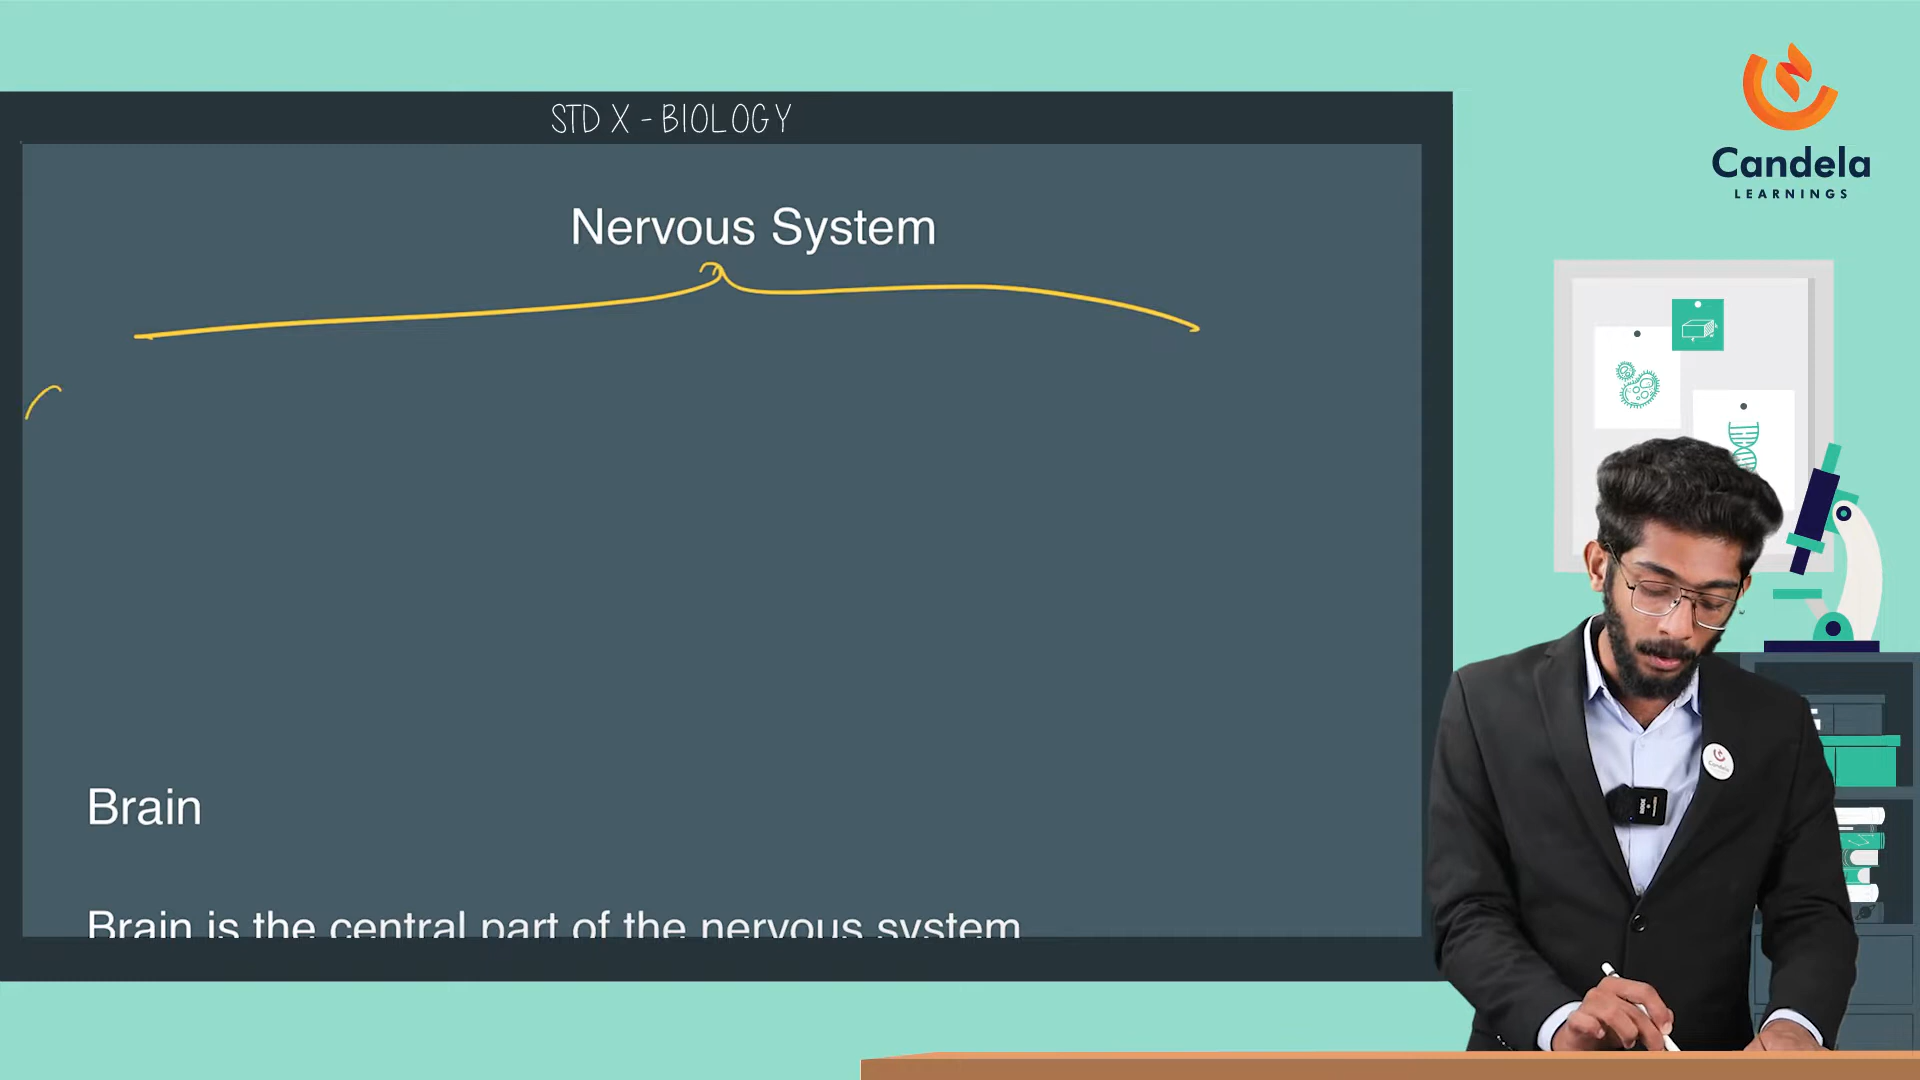 STD X - BIOLOGY
Candela
LEARNINGS
Nervous System
Brain
Brain is the central part of the nervous system